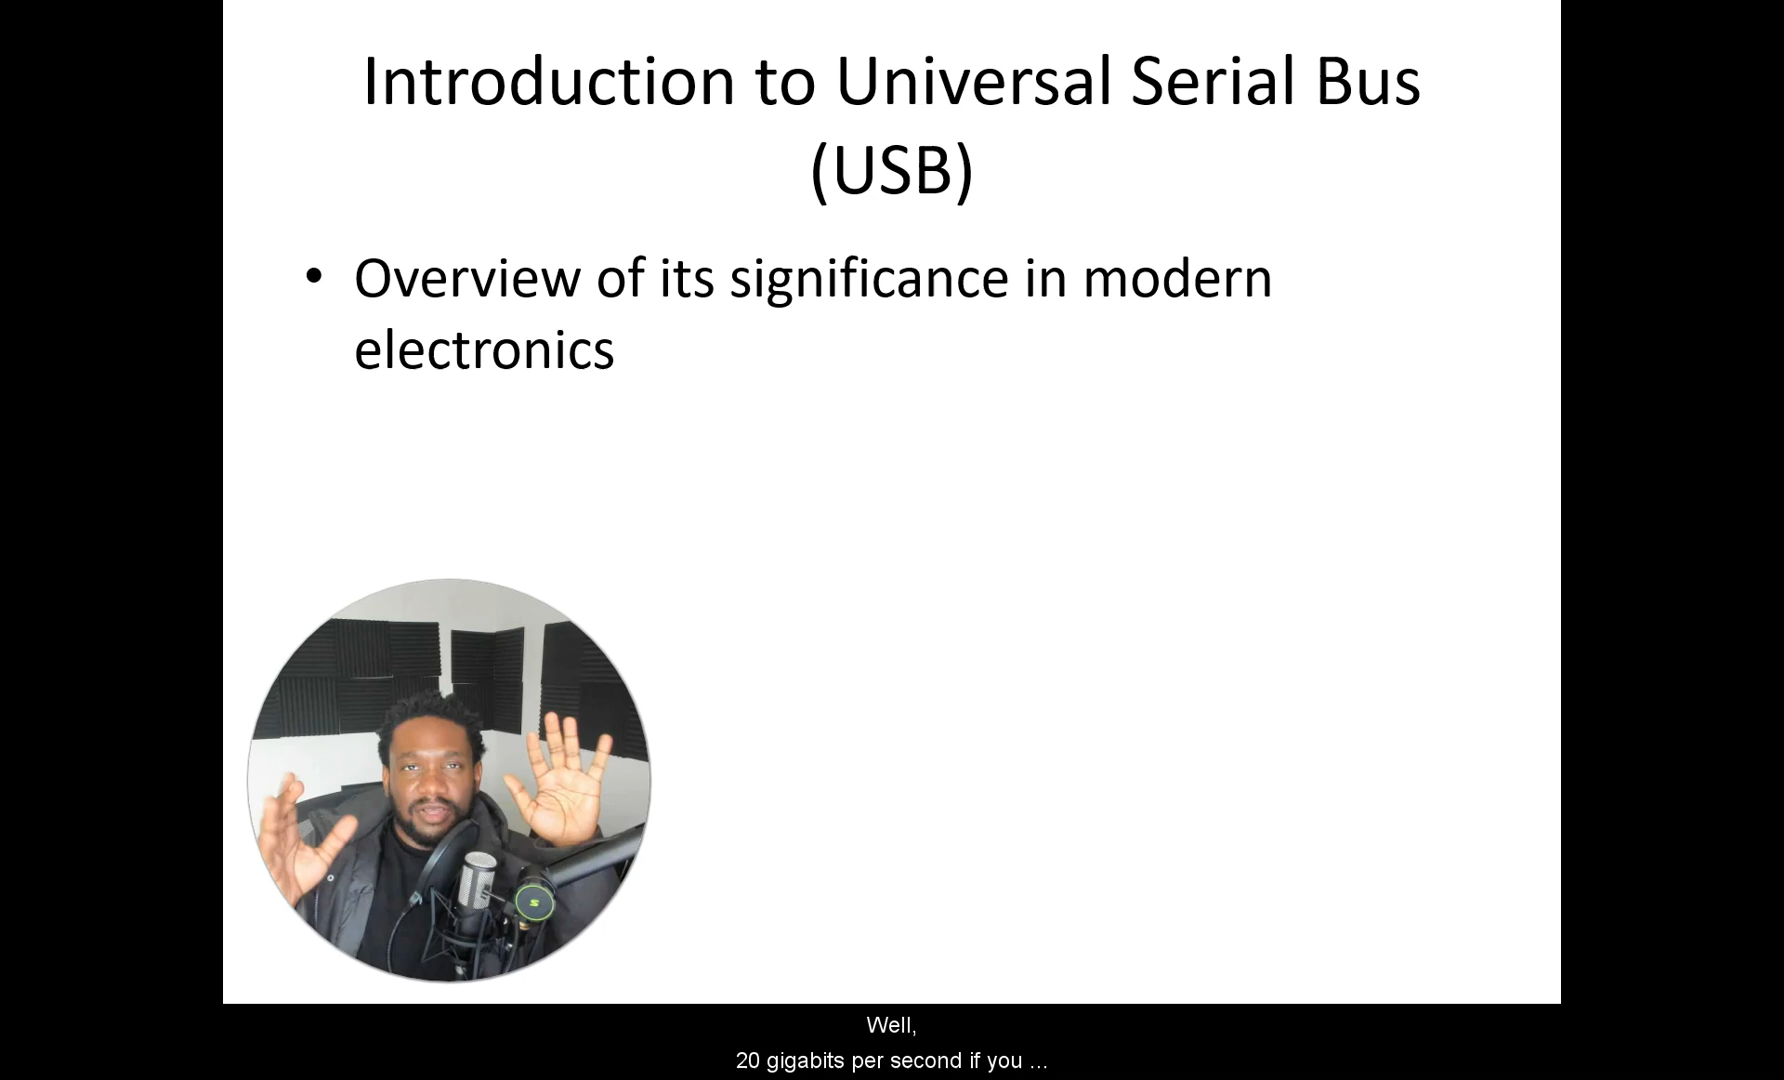 Introduction to Universal Serial Bus
(USB)
• Overview of its significance in modern
electronics
Well,
20 gigabits per second if you ...